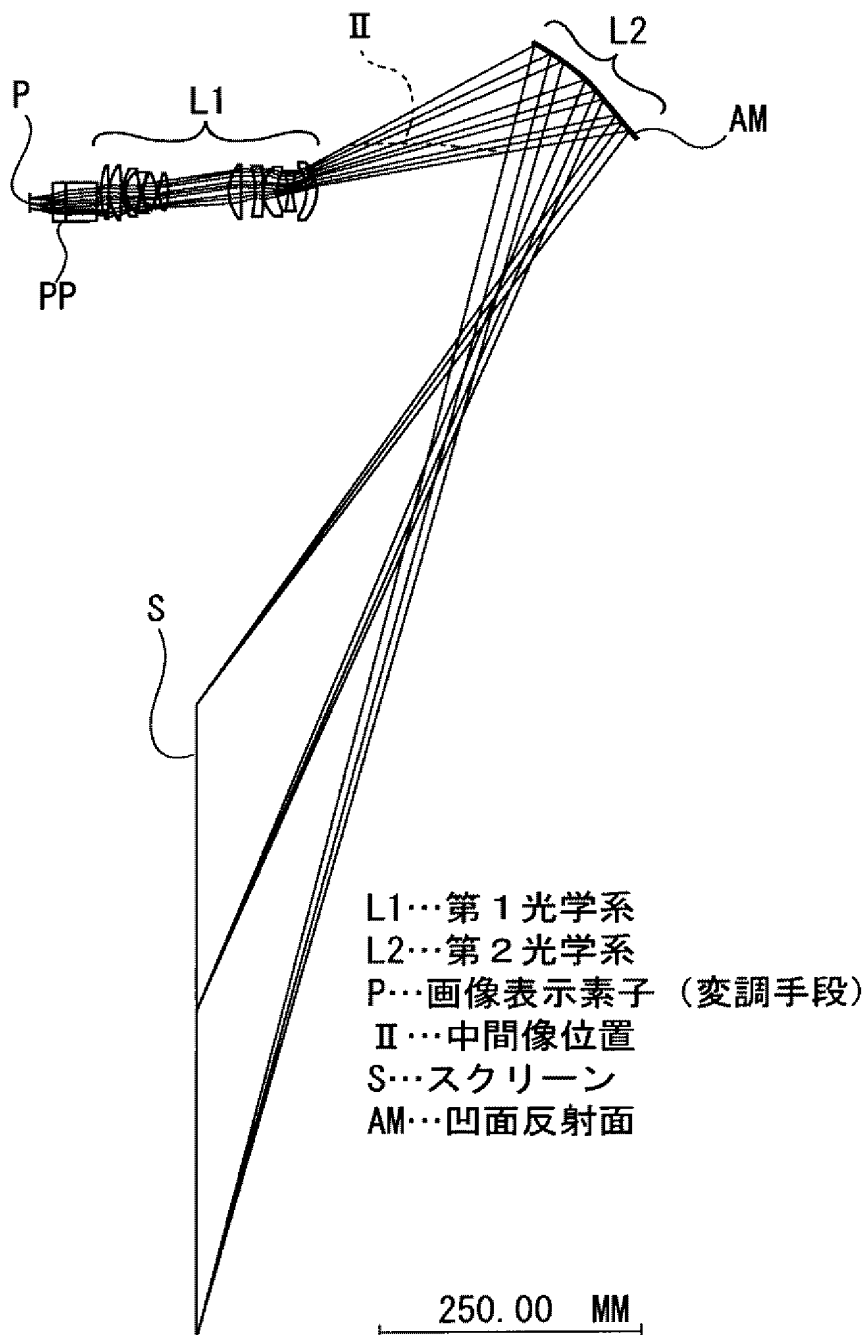 Ⅱ
L2
P
L1
AM
PP
S
L1…第1光学系
L2…第2光学系
P…画像表示素子(変調手段)
Ⅱ…中間像位置
S…スクリーン
AM…凹面反射面
250.00 MM